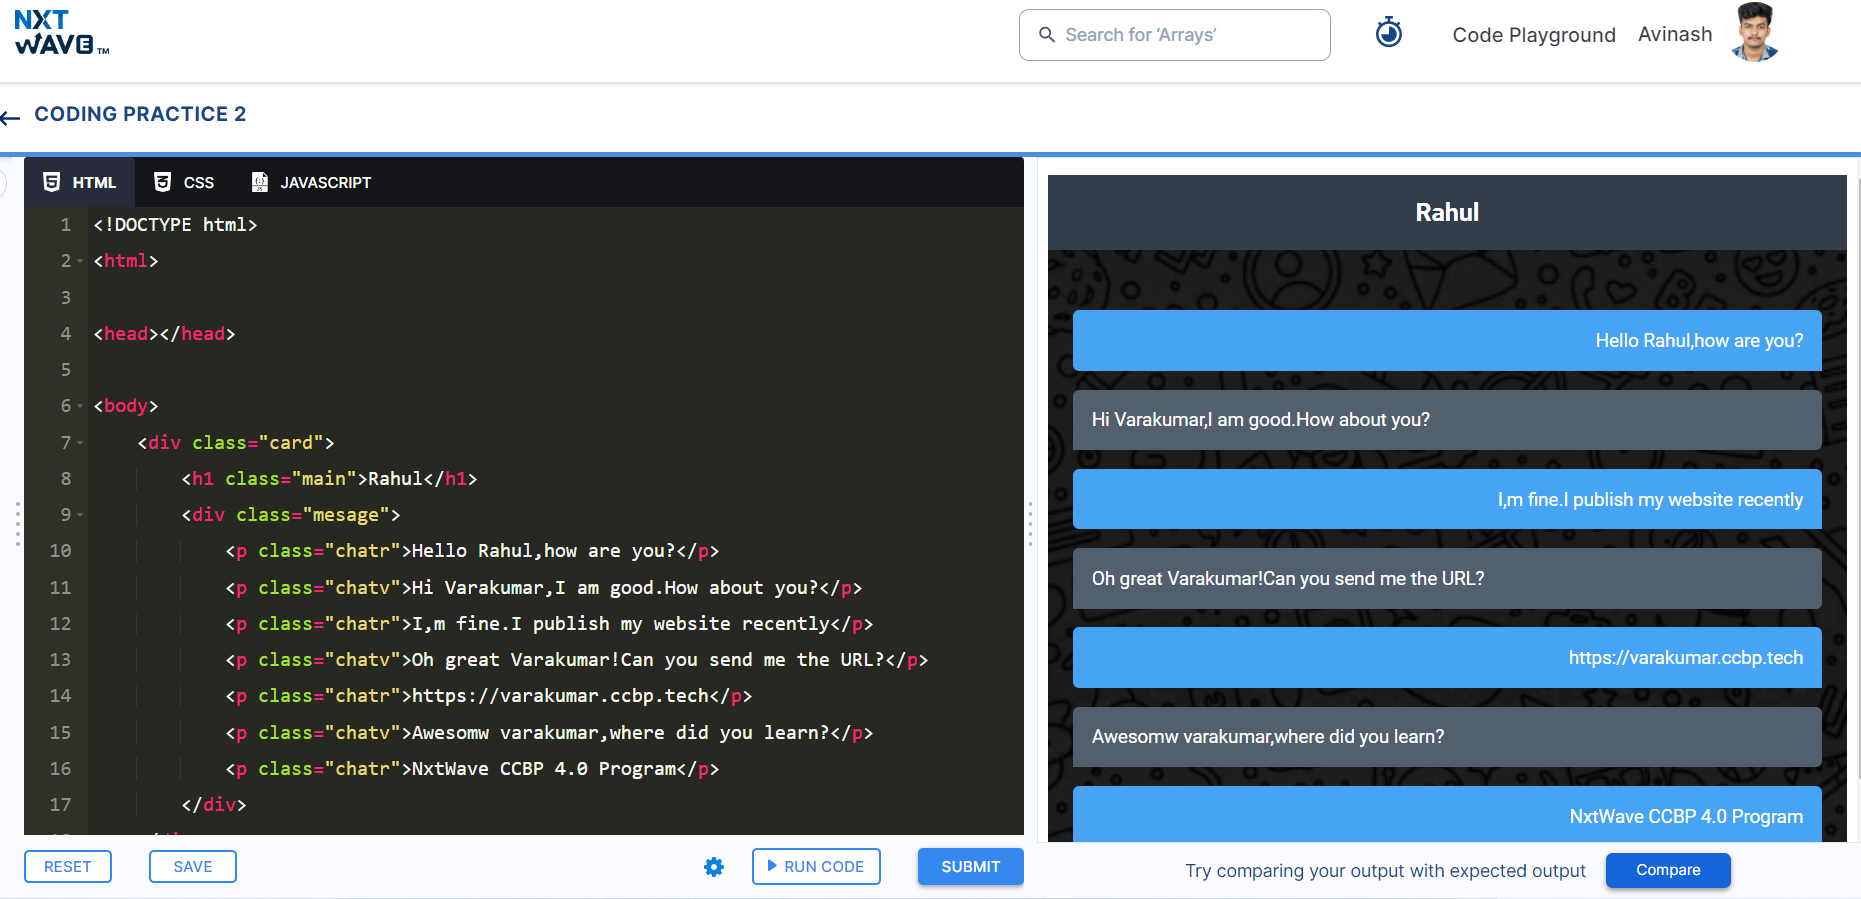 NXT
WAVE TM
Search for ‘Arrays’
Code Playground
Avinash
CODING PRACTICE 2
HTML
CSS
JAVASCRIPT
1 <!DOCTYPE html>
2 <html>
3
4 <head></head>
5
6 <body>
7 <div class="card">
8 <h1 class="main">Rahul</h1>
9 <div class="mesage">
10 <p class="chatr">Hello Rahul,how are you?</p>
11 <p class="chatv">Hi Varakumar,I am good.How about you?</p>
12 <p class="chatr">I,m fine.I publish my website recently</p>
13 <p class="chatv">Oh great Varakumar!Can you send me the URL?</p>
14 <p class="chatr">https://varakumar.ccbp.tech</p>
15 <p class="chatv">Awesomw varakumar,where did you learn?</p>
16 <p class="chatr">NxtWave CCBP 4.0 Program</p>
17 </div>
RESET
SAVE
RUN CODE
SUBMIT
Rahul
Hello Rahul,how are you?
Hi Varakumar,I am good.How about you?
I,m fine.I publish my website recently
Oh great Varakumar!Can you send me the URL?
https://varakumar.ccbp.tech
Awesomw varakumar,where did you learn?
NxtWave CCBP 4.0 Program
Try comparing your output with expected output
Compare